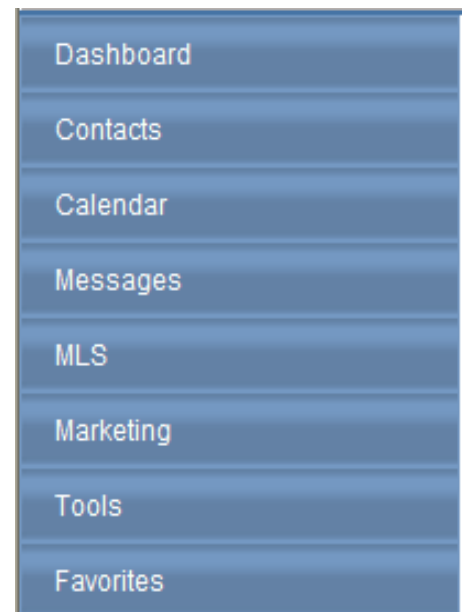 Dashboard
Contacts
Calendar
Messages
MLS
Marketing
Tools
Favorites